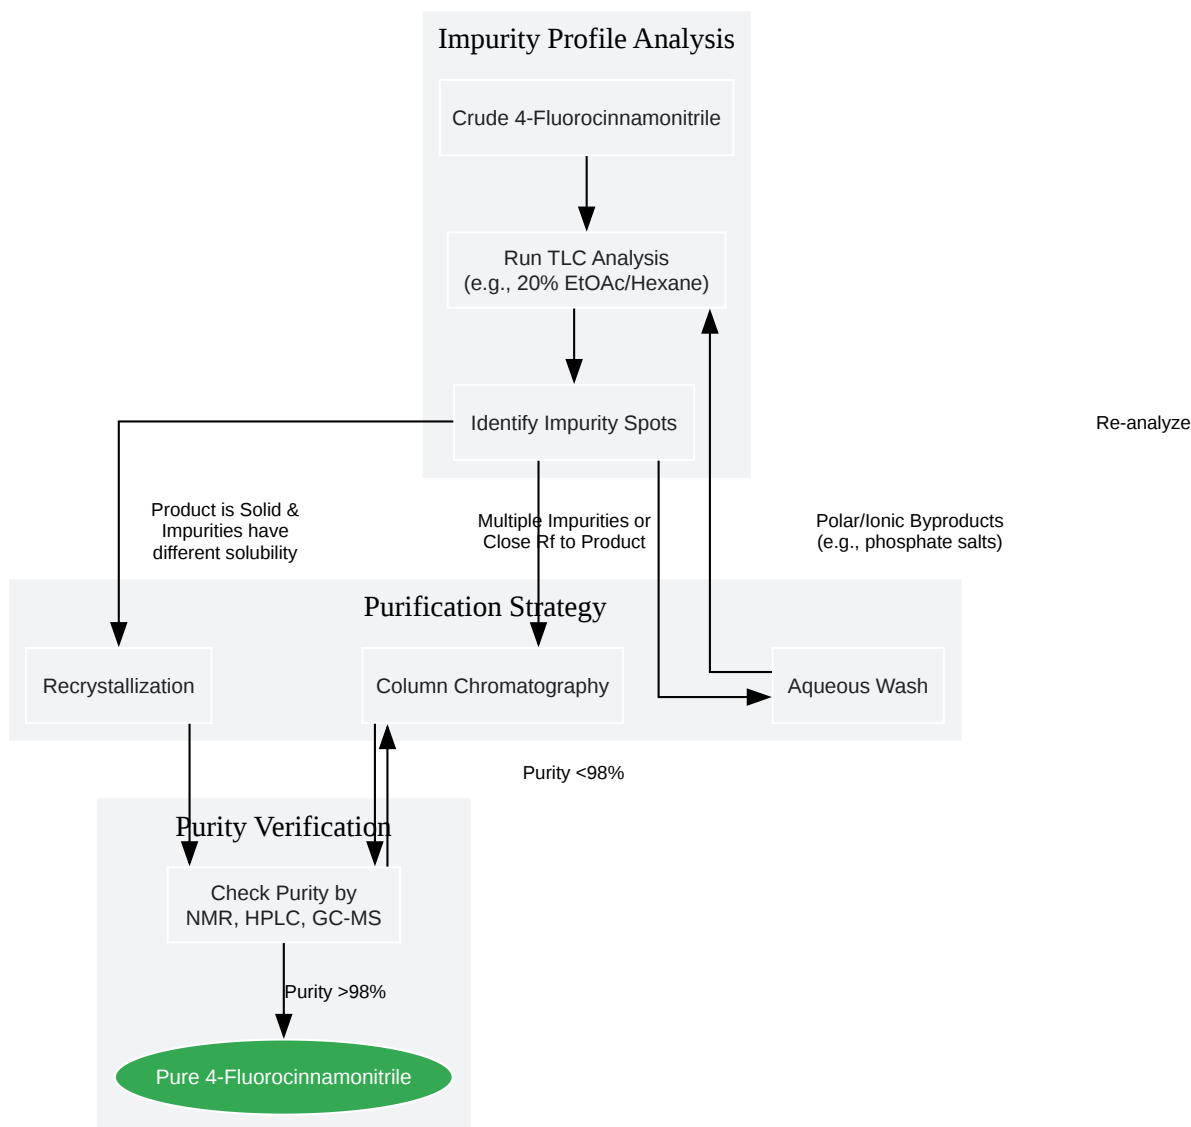 Impurity Profile Analysis
Crude 4-Fluorocinnamonitrile
Run TLC Analysis
(e.g., 20% EtOAc/Hexane)
Identify Impurity Spots
Re-analyze
Product is Solid &
Impurities have
different solubility
Multiple Impurities or
Close Rf to Product
Polar/Ionic Byproducts
(e.g., phosphate salts)
Purification Strategy
Recrystallization
Column Chromatography
Aqueous Wash
Purity <98%
Purity Verification
Check Purity by
NMR, HPLC, GC-MS
Purity >98%
Pure 4-Fluorocinnamonitrile